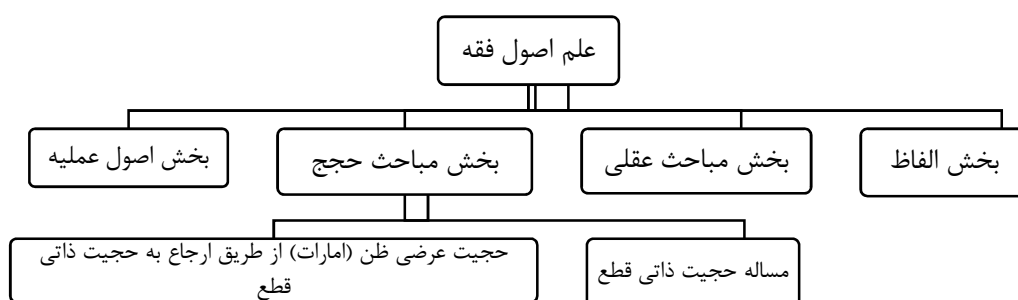 علم اصول فقه
بخش الفاظ
بخش مباحث عقلی
بخش مباحث حجج
بخش اصول عملیه
مساله حجیت ذاتی قطع
حجیت عرضی ظن (امارات) از طریق ارجاع به حجیت ذاتی
قطع